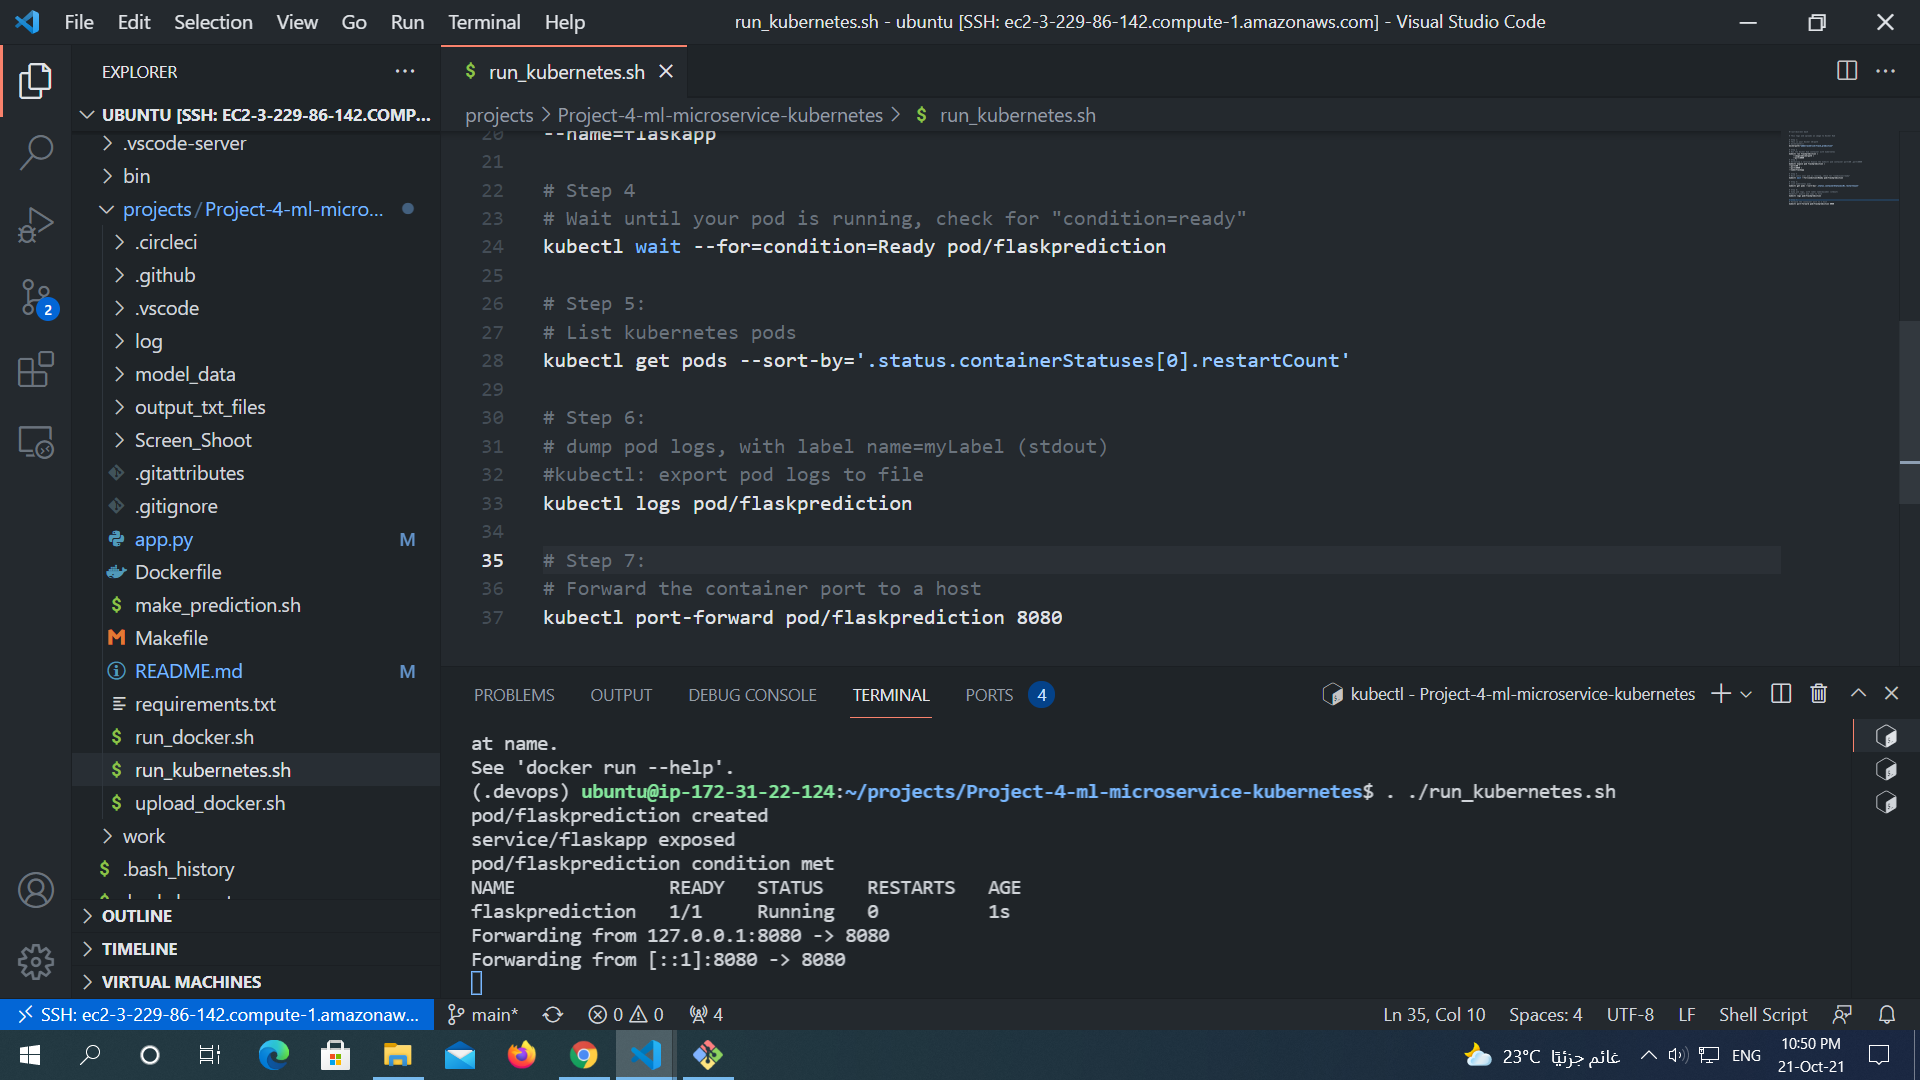 File Edit Selection View Go Run Terminal Help
run_kubernetes.sh - ubuntu [SSH: ec2-3-229-86-142.compute-1.amazonaws.com] - Visual Studio Code
EXPLORER
UBUNTU [SSH: EC2-3-229-86-142.COMP...
.vscode-server
bin
projects/Project-4-ml-micro...
.circleci
.github
.vscode
log
model_data
output_txt_files
Screen_Shoot
.gitattributes
.gitignore
app.py M
Dockerfile
$ make_prediction.sh
M Makefile
README.md M
requirements.txt
$ run_docker.sh
$ run_kubernetes.sh
$ upload_docker.sh
work
$ .bash_history
OUTLINE
TIMELINE
VIRTUAL MACHINES
2
$ run_kubernetes.sh
projects > Project-4-ml-microservice-kubernetes > $ run_kubernetes.sh
20 --name=flaskapp
21
22 # Step 4
23 # Wait until your pod is running, check for "condition=ready"
24 kubectl wait --for=condition=Ready pod/flaskprediction
25
26 # Step 5:
27 # List kubernetes pods
28 kubectl get pods --sort-by='.status.containerStatuses[0].restartCount'
29
30 # Step 6:
31 # dump pod logs, with label name=myLabel (stdout)
32 #kubectl: export pod logs to file
33 kubectl logs pod/flaskprediction
34
35 # Step 7:
36 # Forward the container port to a host
37 kubectl port-forward pod/flaskprediction 8080
PROBLEMS OUTPUT DEBUG CONSOLE TERMINAL PORTS 4
kubectl - Project-4-ml-microservice-kubernetes
at name.
See 'docker run --help'.
(.devops) ubuntu@ip-172-31-22-124:~/projects/Project-4-ml-microservice-kubernetes$ . ./run_kubernetes.sh
pod/flaskprediction created
service/flaskapp exposed
pod/flaskprediction condition met
NAME READY STATUS RESTARTS AGE
flaskprediction 1/1 Running 0 1s
Forwarding from 127.0.0.1:8080 -> 8080
Forwarding from [::1]:8080 -> 8080
SSH: ec2-3-229-86-142.compute-1.amazonaw... main* 0 0 4
Ln 35, Col 10 Spaces: 4 UTF-8 LF Shell Script
23°C غائم جزئيًا ENG
10:50 PM
21-Oct-21